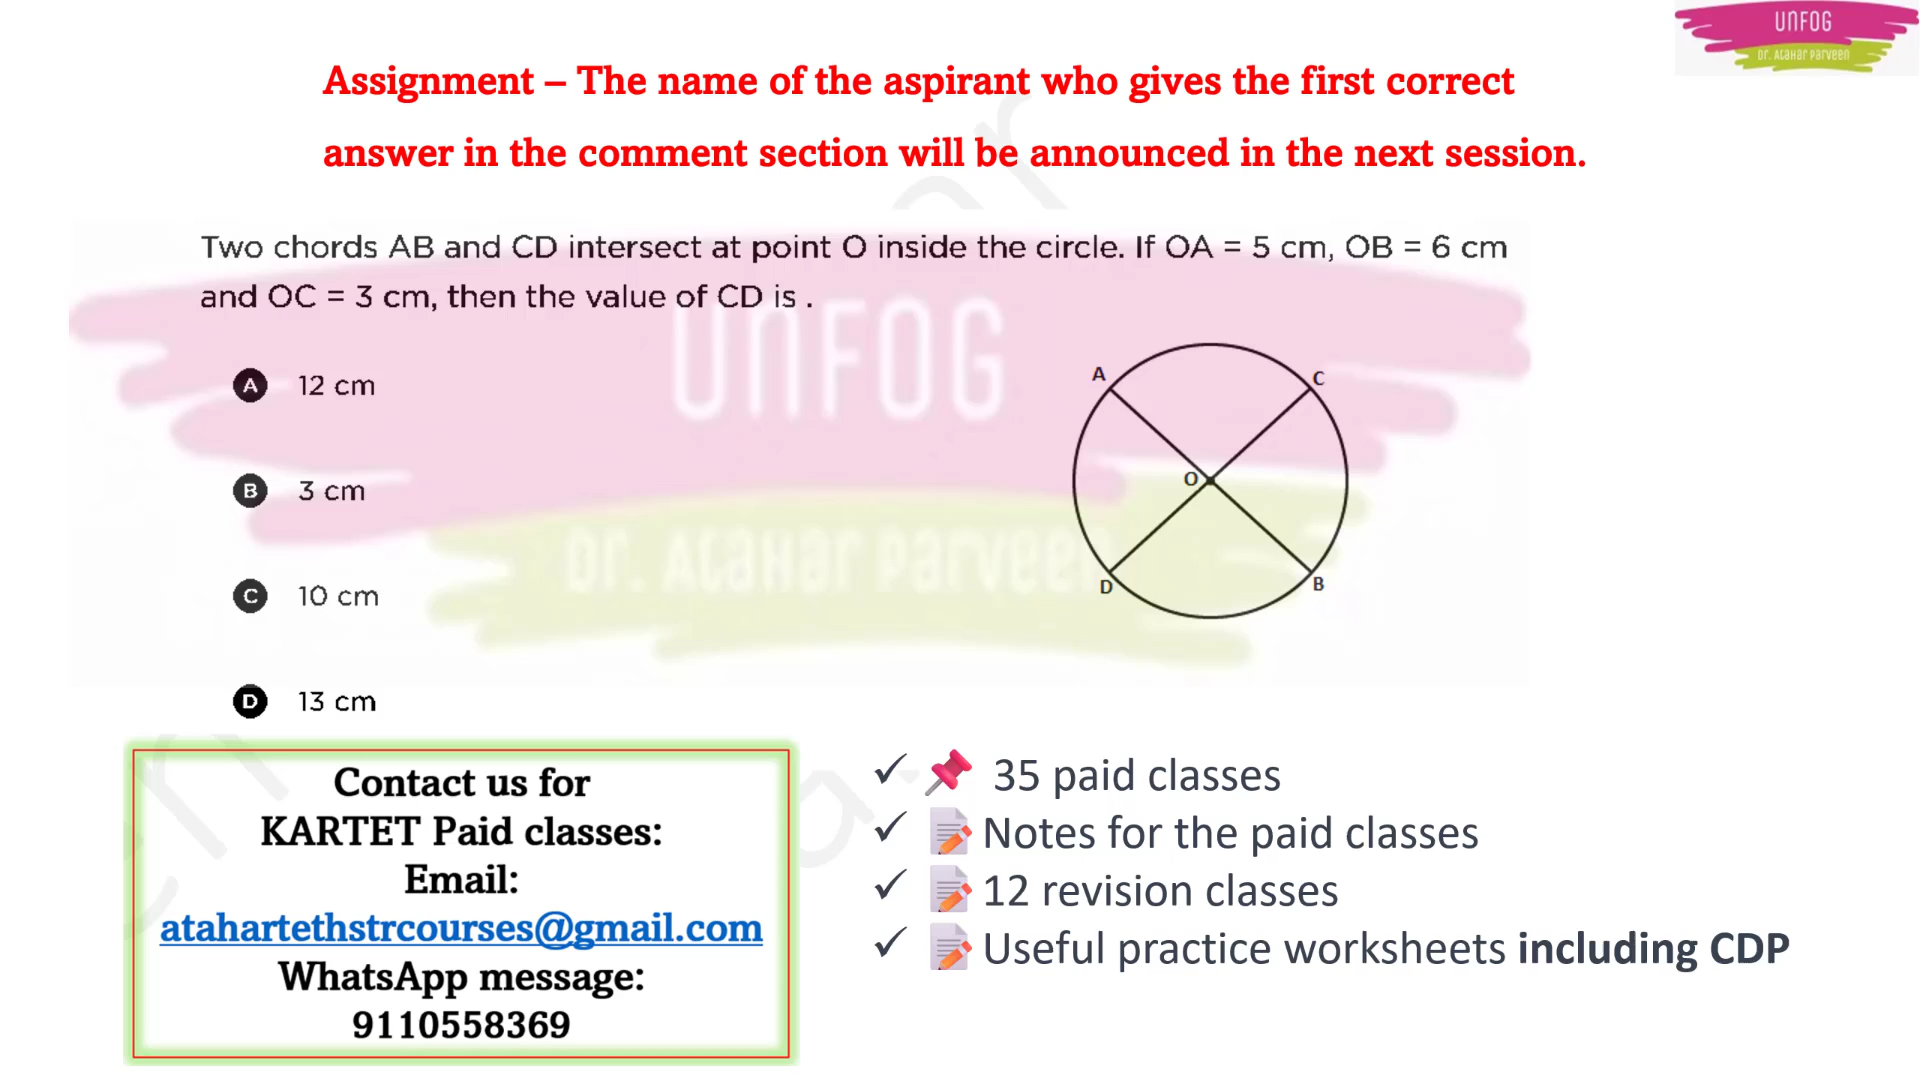 UNFOG
Dr. Atahar Parveen
Assignment – The name of the aspirant who gives the first correct
answer in the comment section will be announced in the next session.
Two chords AB and CD intersect at point O inside the circle. If OA = 5 cm, OB = 6 cm
and OC = 3 cm, then the value of CD is .
UNFOG
Dr. Atahar Parveen
A 12 cm
B 3 cm
C 10 cm
D 13 cm
A
C
O
D
B
Contact us for
KARTET Paid classes:
Email:
atahartethstrcourses@gmail.com
WhatsApp message:
9110558369
✓ 📌 35 paid classes
✓ 📝 Notes for the paid classes
✓ 📝 12 revision classes
✓ 📝 Useful practice worksheets including CDP